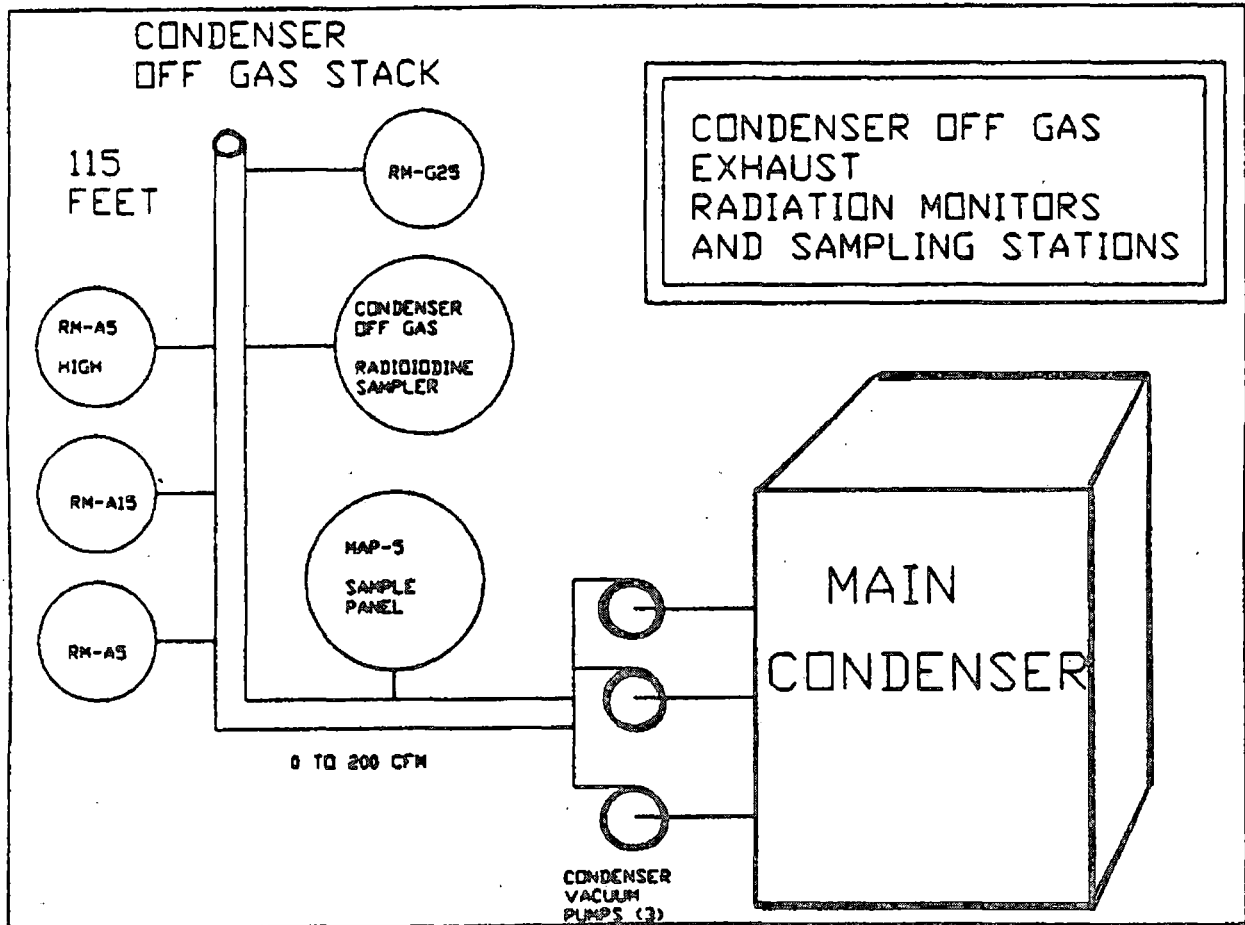 CONDENSER
OFF GAS STACK
115
FEET
RM-G25
CONDENSER OFF GAS
EXHAUST
RADIATION MONITORS
AND SAMPLING STATIONS
RM-A5
HIGH
CONDENSER
OFF GAS
RADIOIODINE
SAMPLER
RM-A15
MAP-5
SAMPLE
PANEL
RM-A5
MAIN
CONDENSER
0 TO 200 CFM
CONDENSER
VACUUM
PUMPS (3)